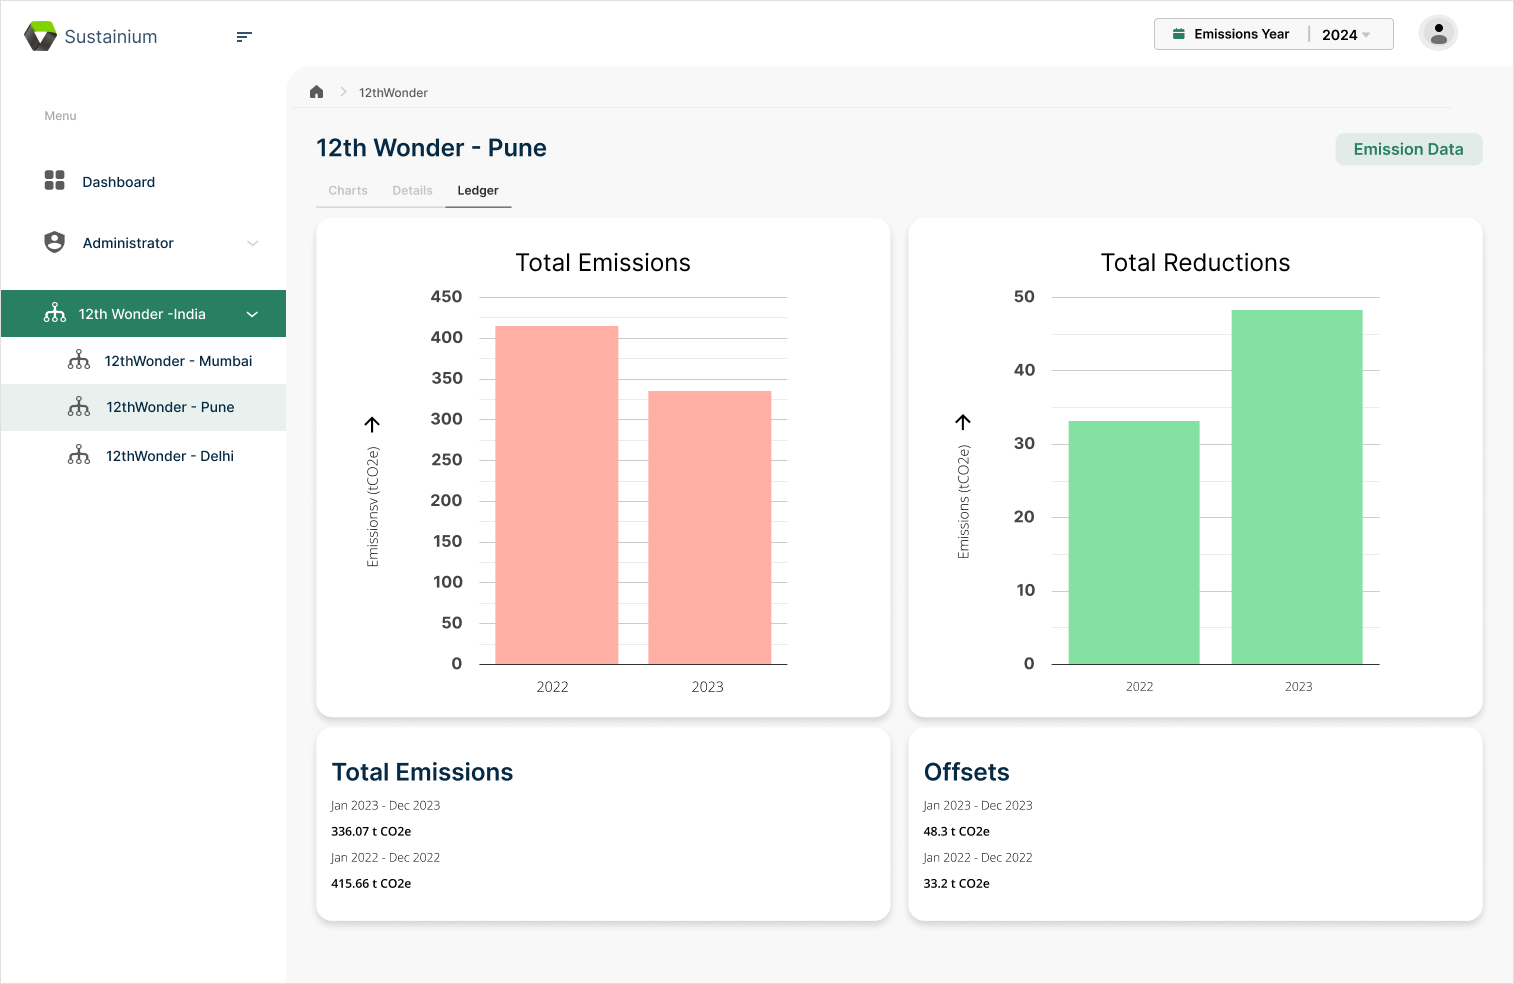 Sustainium
Emissions Year
2024
Menu
Dashboard
Administrator
12th Wonder -India
12thWonder - Mumbai
12thWonder - Pune
12thWonder - Delhi
12thWonder
12th Wonder - Pune
Emission Data
Charts
Details
Ledger
Total Emissions
450
400
350
300
250
200
150
100
50
0
Emissionsv (tCO2e)
2022
2023
Total Reductions
50
40
30
20
10
0
Emissions (tCO2e)
2022
2023
Total Emissions
Jan 2023 - Dec 2023
336.07 t CO2e
Jan 2022 - Dec 2022
415.66 t CO2e
Offsets
Jan 2023 - Dec 2023
48.3 t CO2e
Jan 2022 - Dec 2022
33.2 t CO2e